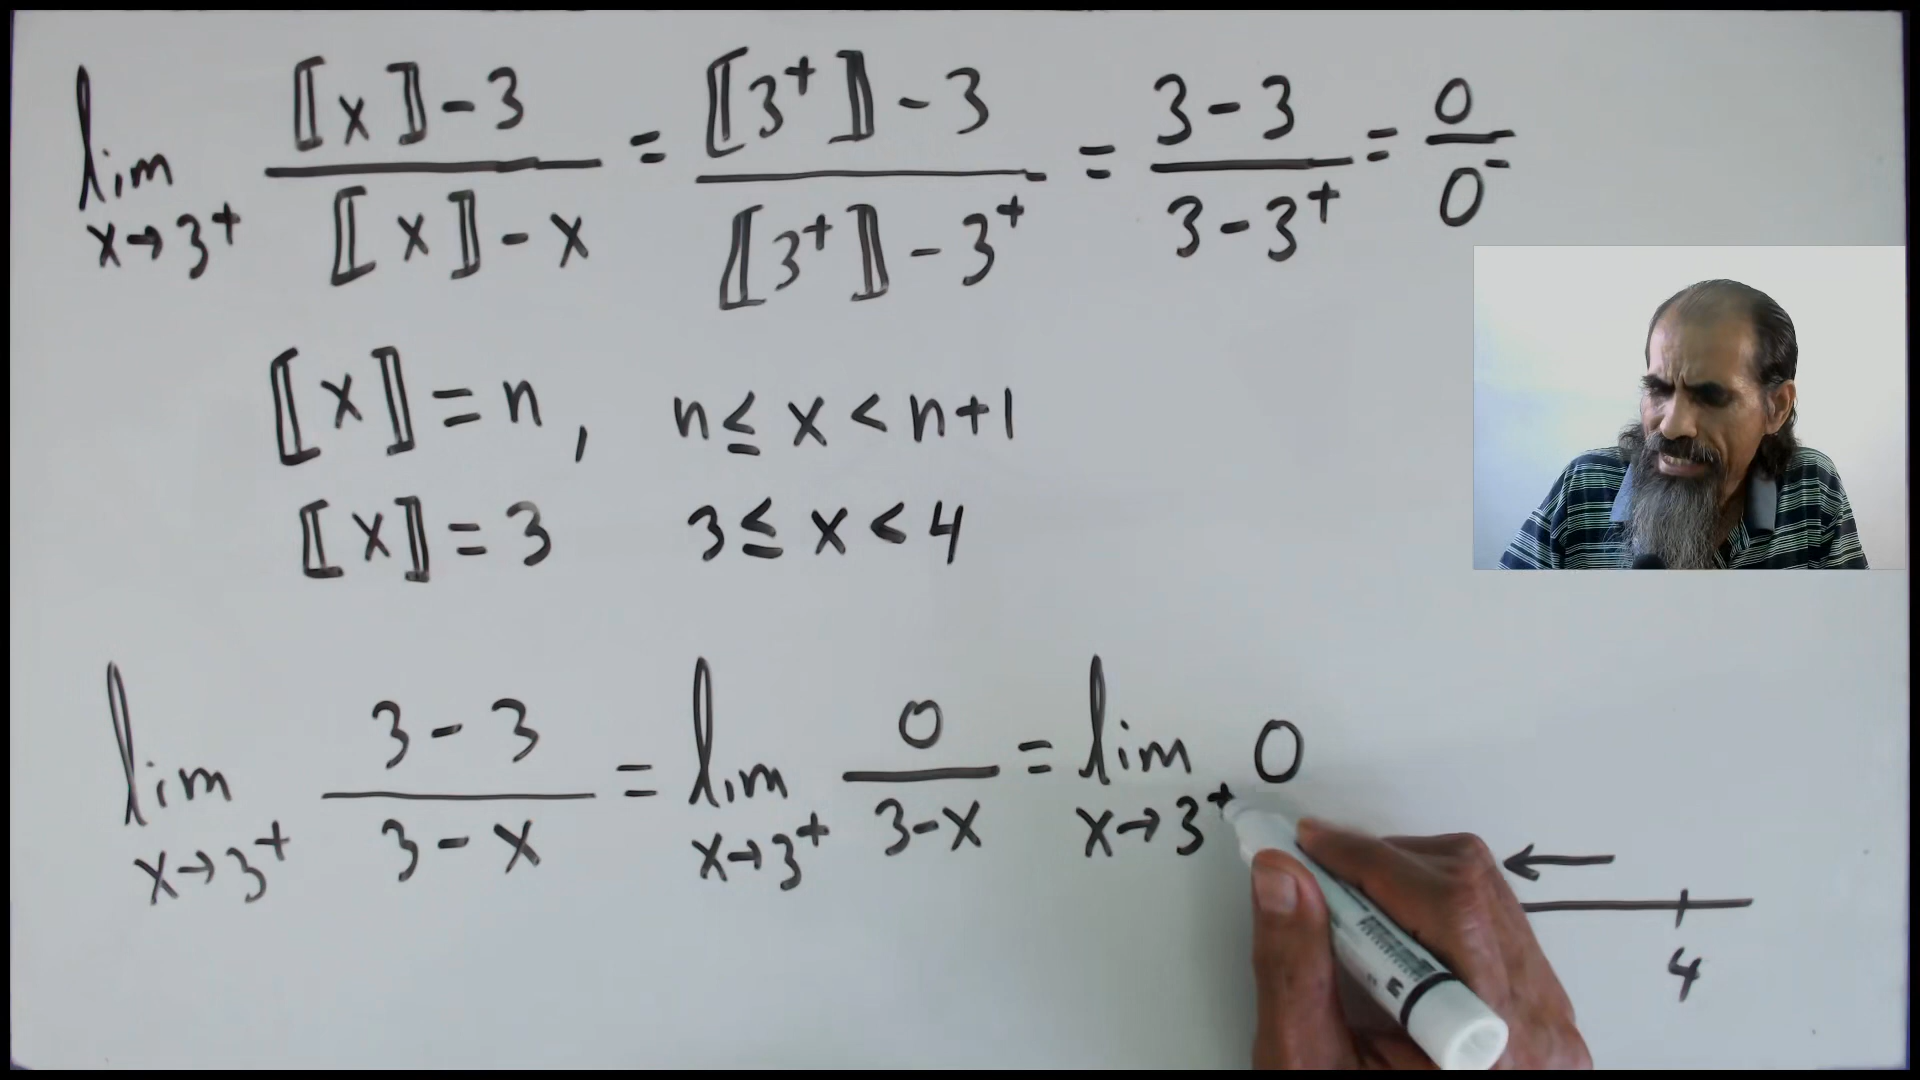 lim x→3⁺ (⟦x⟧-3)/(⟦x⟧-x) = (⟦3⁺⟧-3)/(⟦3⁺⟧-3⁺) = (3-3)/(3-3⁺) = 0/0⁻
⟦x⟧=n, n≤x<n+1
⟦x⟧=3 3≤x<4
lim x→3⁺ (3-3)/(3-x) = lim x→3⁺ 0/(3-x) = lim x→3⁺ 0
4